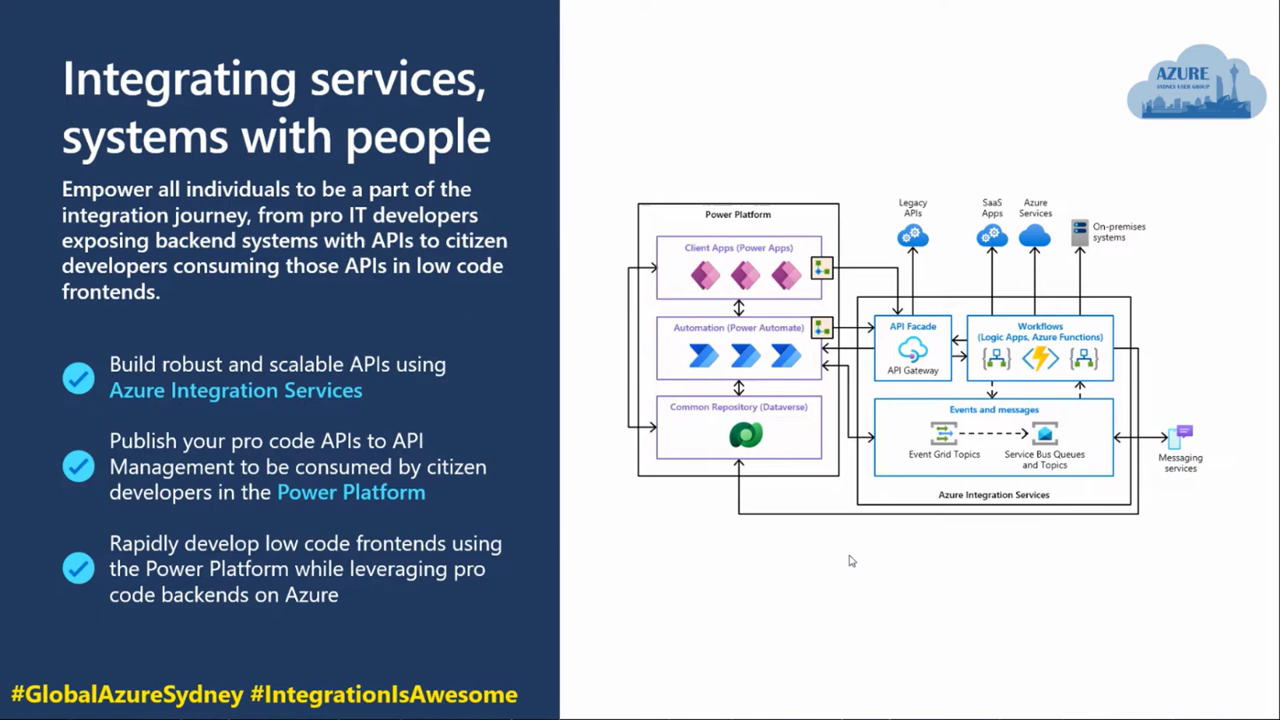 Integrating services,
systems with people
Empower all individuals to be a part of the
integration journey, from pro IT developers
exposing backend systems with APIs to citizen
developers consuming those APIs in low code
frontends.
Build robust and scalable APIs using
Azure Integration Services
Publish your pro code APIs to API
Management to be consumed by citizen
developers in the Power Platform
Rapidly develop low code frontends using
the Power Platform while leveraging pro
code backends on Azure
#GlobalAzureSydney #IntegrationIsAwesome
AZURE
SYDNEY USER GROUP
Power Platform
Client Apps (Power Apps)
Automation (Power Automate)
Common Repository (Dataverse)
Legacy
APIs
SaaS
Apps
Azure
Services
On-premises
systems
API Facade
API Gateway
Workflows
(Logic Apps, Azure Functions)
Events and messages
Event Grid Topics
Service Bus Queues
and Topics
Azure Integration Services
Messaging
services